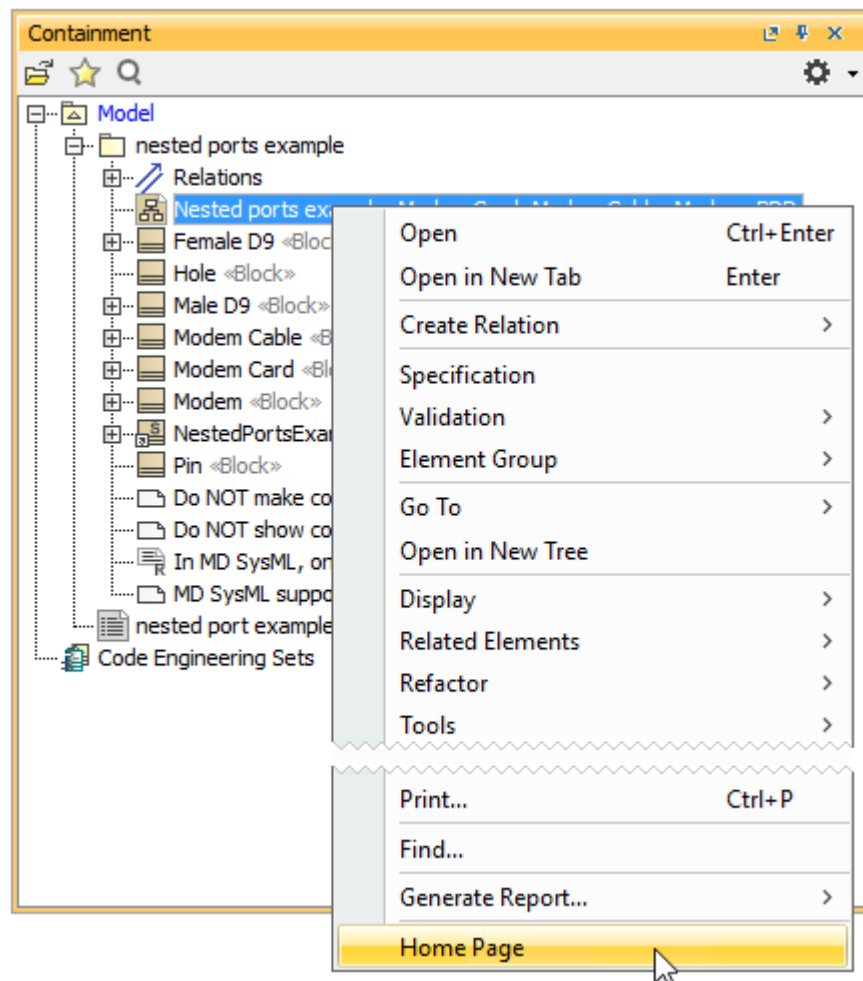 Containment
Model
nested ports example
Relations
Nested ports
Female D9 «Bloc
Hole «Block»
Male D9 «Block»
Modem Cable «B
Modem Card «Bl
Modem «Block»
NestedPortsExa
Pin «Block»
Do NOT make co
Do NOT show co
In MD SysML, on
MD SysML suppo
nested port example
Code Engineering Sets
Open Ctrl+Enter
Open in New Tab Enter
Create Relation
Specification
Validation
Element Group
Go To
Open in New Tree
Display
Related Elements
Refactor
Tools
Print... Ctrl+P
Find...
Generate Report...
Home Page